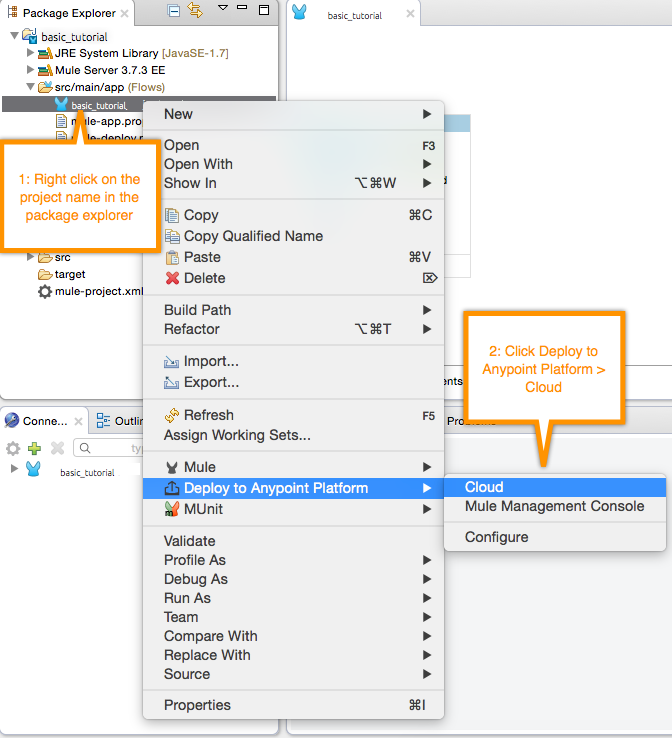 Package Explorer
basic_tutorial
basic_tutorial
JRE System Library [JavaSE-1.7]
Mule Server 3.7.3 EE
src/main/app (Flows)
basic_tutorial
mule-app.pro
mule-deploy.
1: Right click on the
project name in the
package explorer
src
target
mule-project.xml
New
Open F3
Open With
Show In ⌥⌘W
Copy ⌘C
Copy Qualified Name
Paste ⌘V
Delete ⌦
Build Path
Refactor ⌥⌘T
Import...
Export...
Refresh F5
Assign Working Sets...
Mule
Deploy to Anypoint Platform
MUnit
Validate
Profile As
Debug As
Run As
Team
Compare With
Replace With
Source
Properties ⌘I
2: Click Deploy to
Anypoint Platform >
Cloud
Cloud
Mule Management Console
Configure
Conne...
Outlin
Problems
typ
basic_tutorial